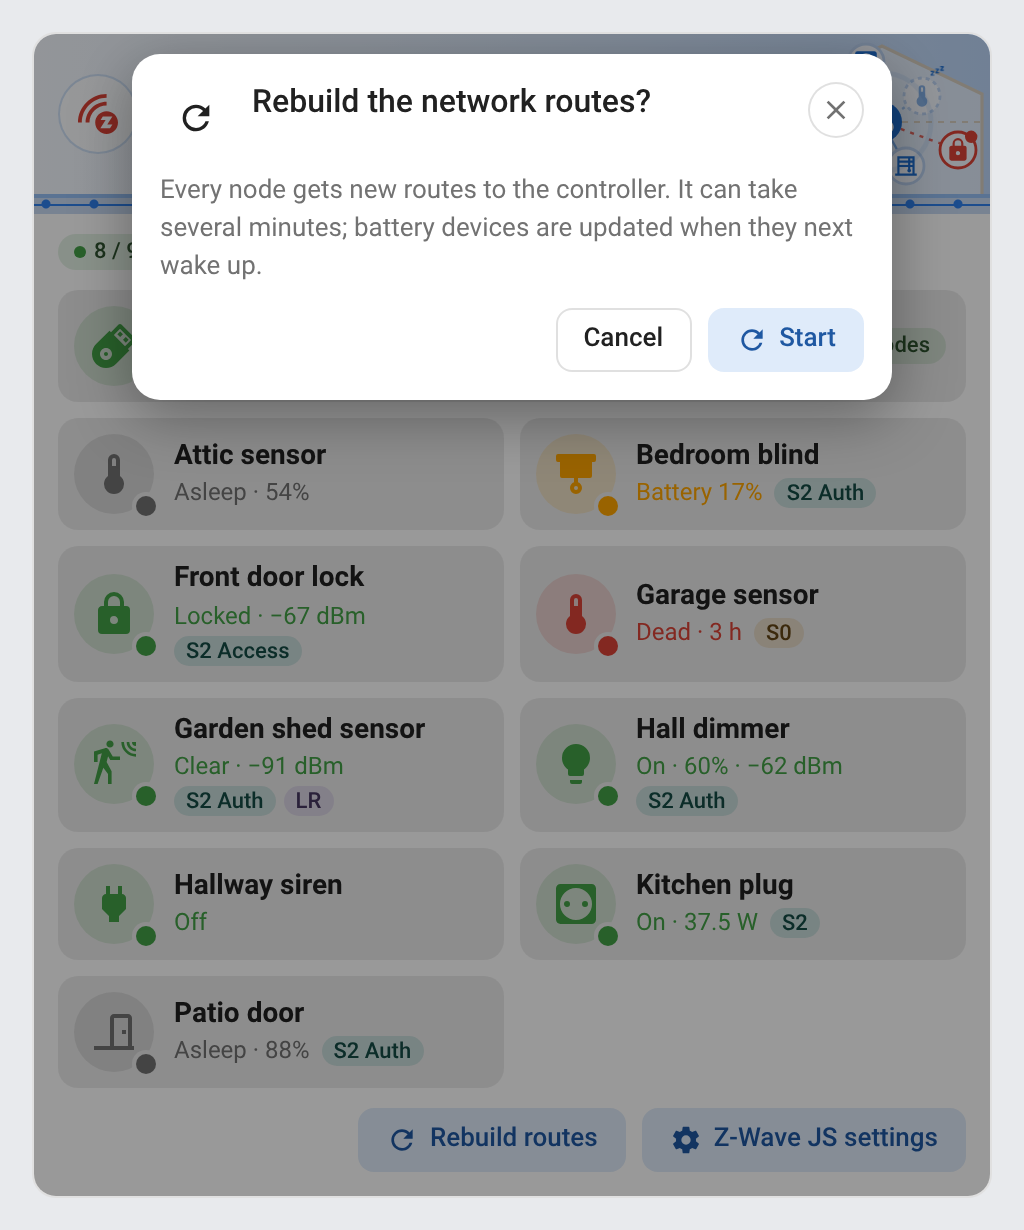 Rebuild the network routes?
Every node gets new routes to the controller. It can take
several minutes; battery devices are updated when they next
wake up.
Cancel
Start
8 /
Attic sensor
Asleep · 54%
Bedroom blind
Battery 17% S2 Auth
Front door lock
Locked · −67 dBm
S2 Access
Garage sensor
Dead · 3 h S0
Garden shed sensor
Clear · −91 dBm
S2 Auth LR
Hall dimmer
On · 60% · −62 dBm
S2 Auth
Hallway siren
Off
Kitchen plug
On · 37.5 W S2
Patio door
Asleep · 88% S2 Auth
Rebuild routes
Z-Wave JS settings